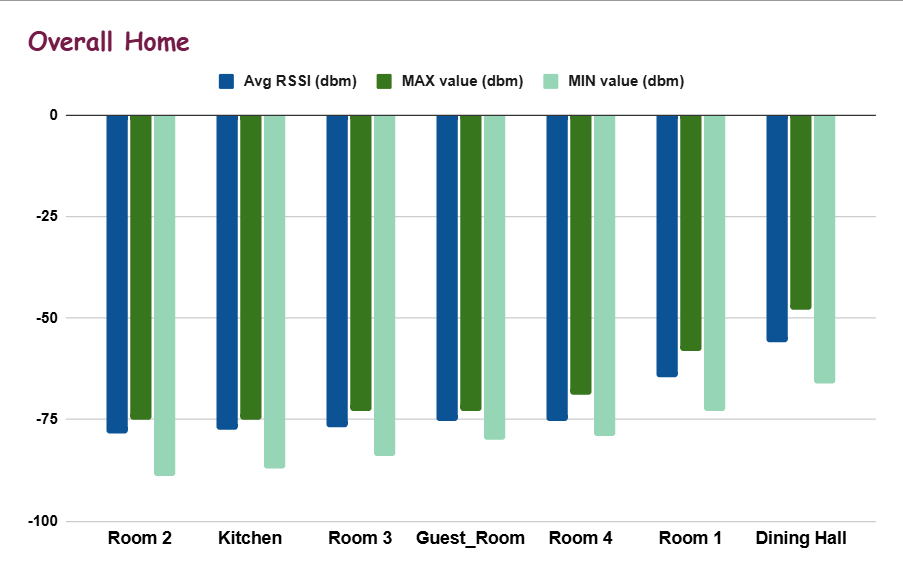 Overall Home
Avg RSSI (dbm) MAX value (dbm) MIN value (dbm)
0
-25
-50
-75
-100
Room 2 Kitchen Room 3 Guest_Room Room 4 Room 1 Dining Hall